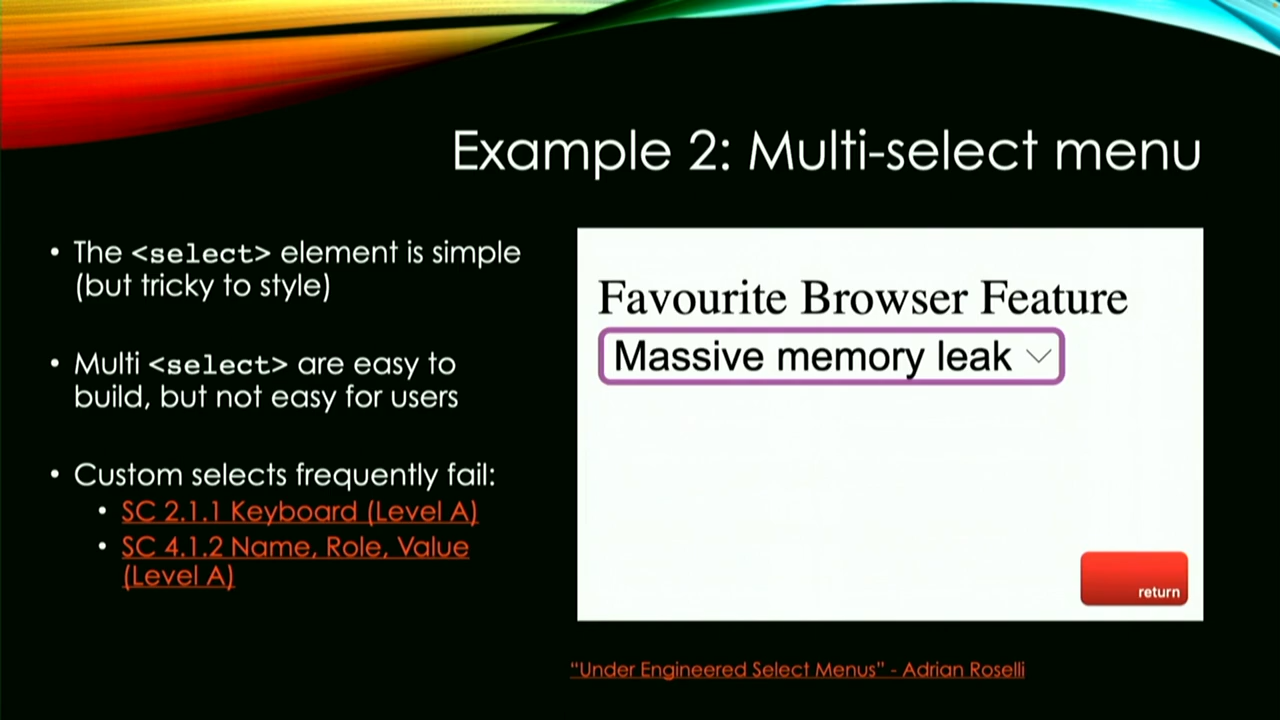 Example 2: Multi-select menu
• The <select> element is simple
(but tricky to style)
• Multi <select> are easy to
build, but not easy for users
• Custom selects frequently fail:
• SC 2.1.1 Keyboard (Level A)
• SC 4.1.2 Name, Role, Value
(Level A)
Favourite Browser Feature
Massive memory leak
return
“Under Engineered Select Menus” - Adrian Roselli